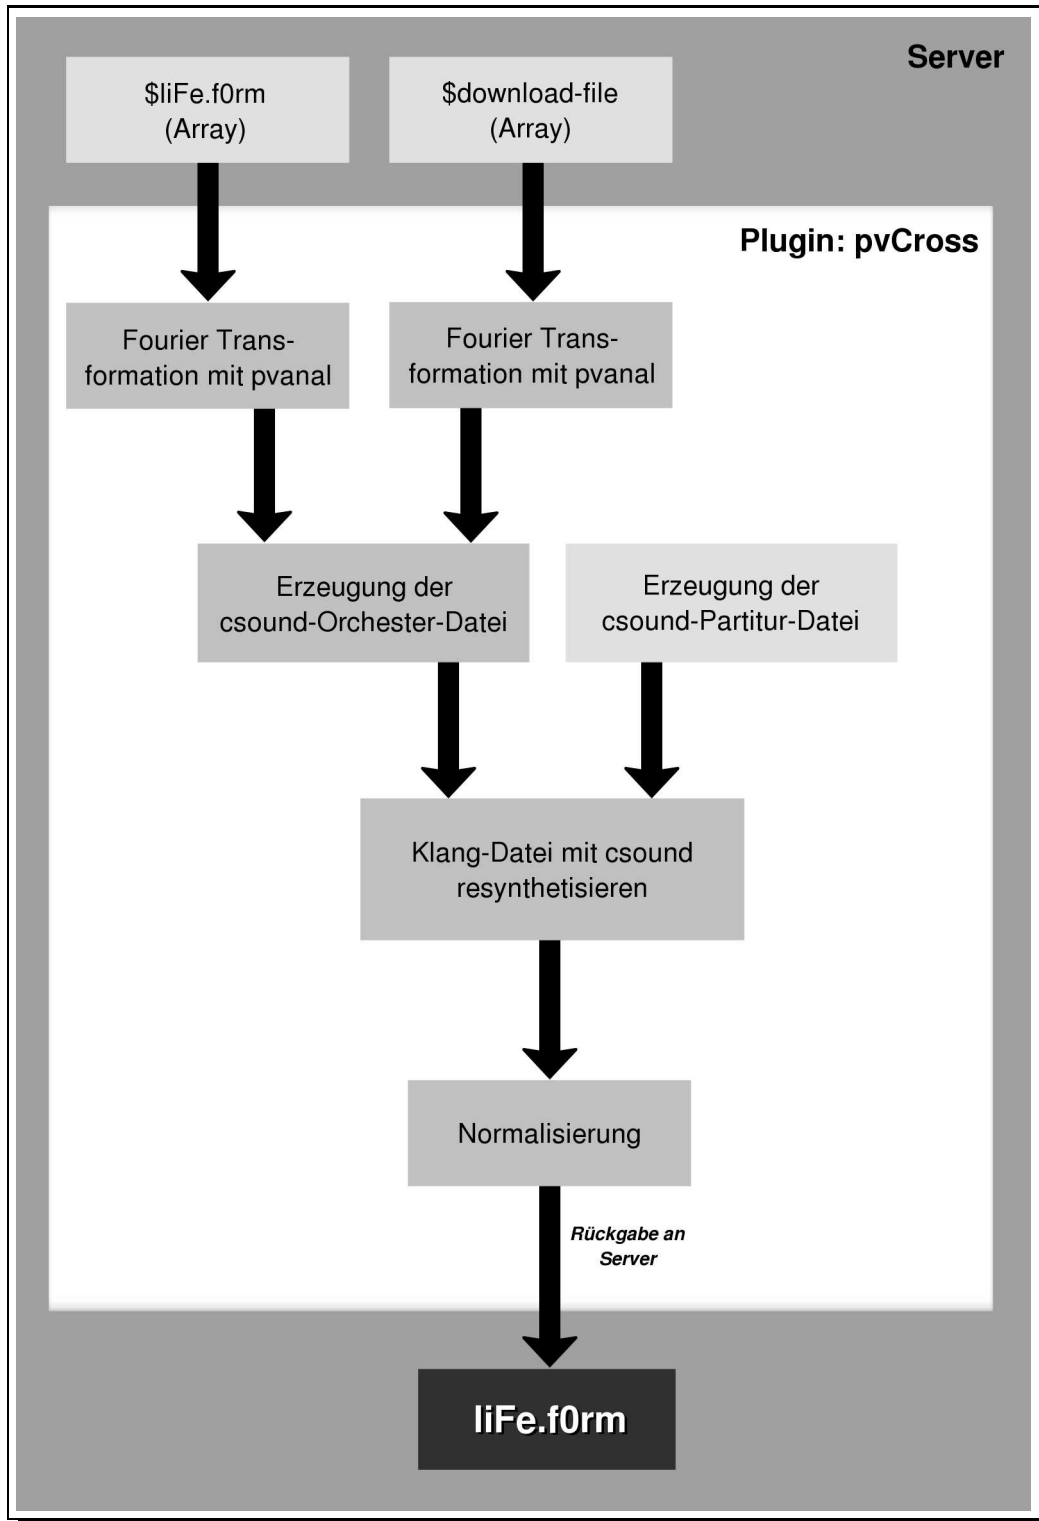 Server
$liFe.f0rm
(Array)
$download-file
(Array)
Plugin: pvCross
Fourier Trans-
formation mit pvanal
Fourier Trans-
formation mit pvanal
Erzeugung der
csound-Orchester-Datei
Erzeugung der
csound-Partitur-Datei
Klang-Datei mit csound
resynthetisieren
Normalisierung
Rückgabe an
Server
liFe.f0rm